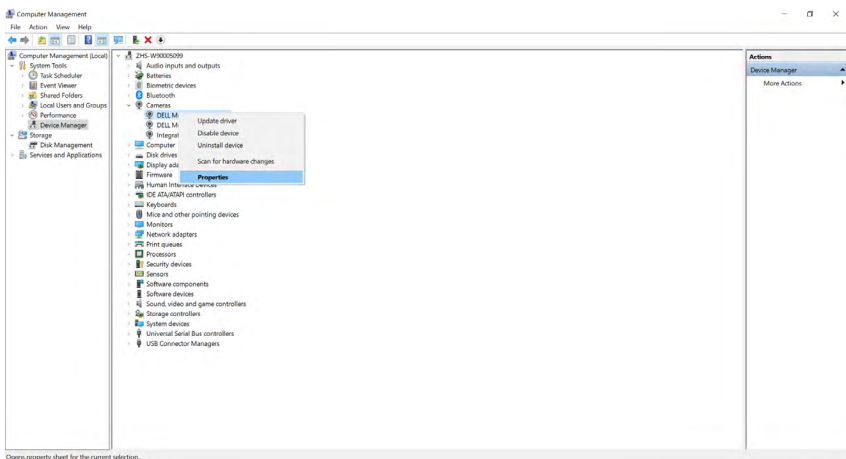 Computer Management
File Action View Help
Computer Management (Local)
System Tools
Task Scheduler
Event Viewer
Shared Folders
Local Users and Groups
Performance
Device Manager
Storage
Disk Management
Services and Applications
ZHS-W90005099
Audio inputs and outputs
Batteries
Biometric devices
Bluetooth
Cameras
DELL M
DELL M
Integrat
Computer
Disk drives
Display ada
Firmware
Human Interface Devices
IDE ATA/ATAPI controllers
Keyboards
Mice and other pointing devices
Monitors
Network adapters
Print queues
Processors
Security devices
Sensors
Software components
Software devices
Sound, video and game controllers
Storage controllers
System devices
Universal Serial Bus controllers
USB Connector Managers
Update driver
Disable device
Uninstall device
Scan for hardware changes
Properties
Actions
Device Manager
More Actions
Opens property sheet for the current selection.